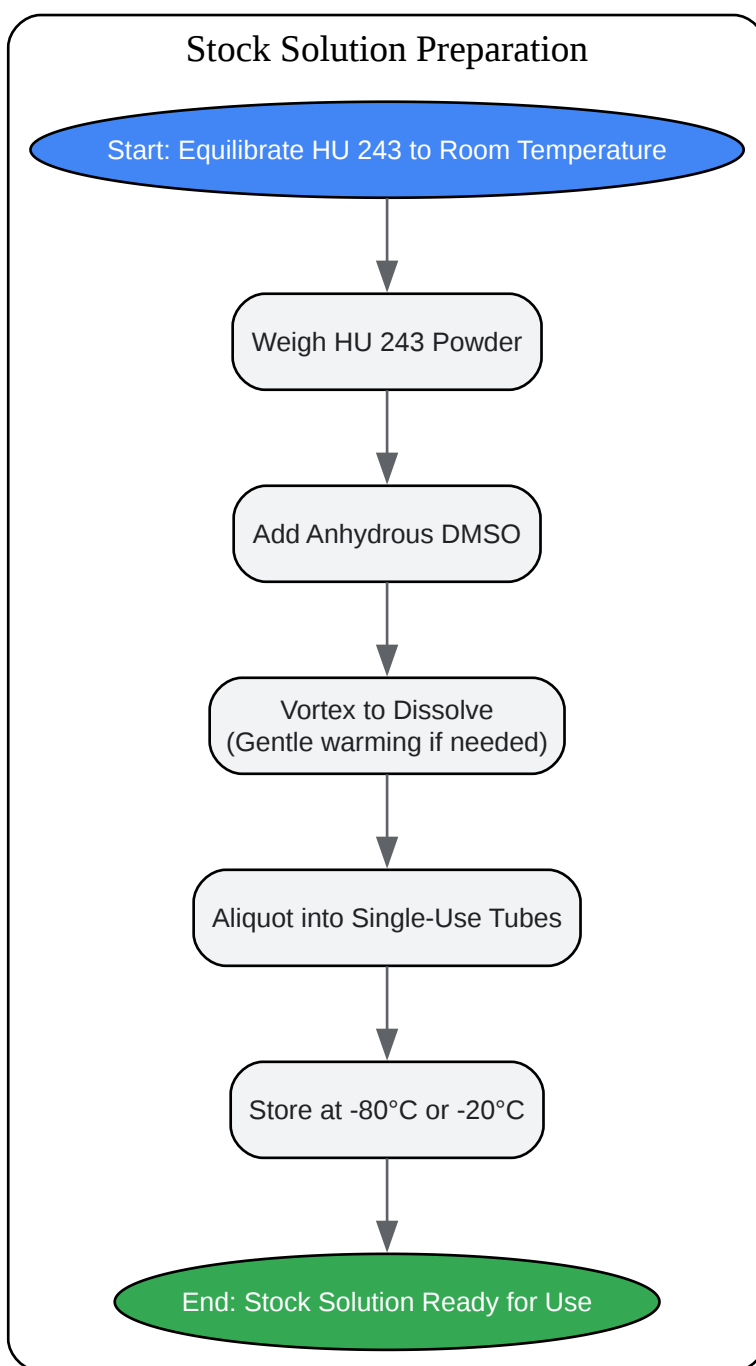 Stock Solution Preparation
Start: Equilibrate HU 243 to Room Temperature
Weigh HU 243 Powder
Add Anhydrous DMSO
Vortex to Dissolve
(Gentle warming if needed)
Aliquot into Single-Use Tubes
Store at -80°C or -20°C
End: Stock Solution Ready for Use